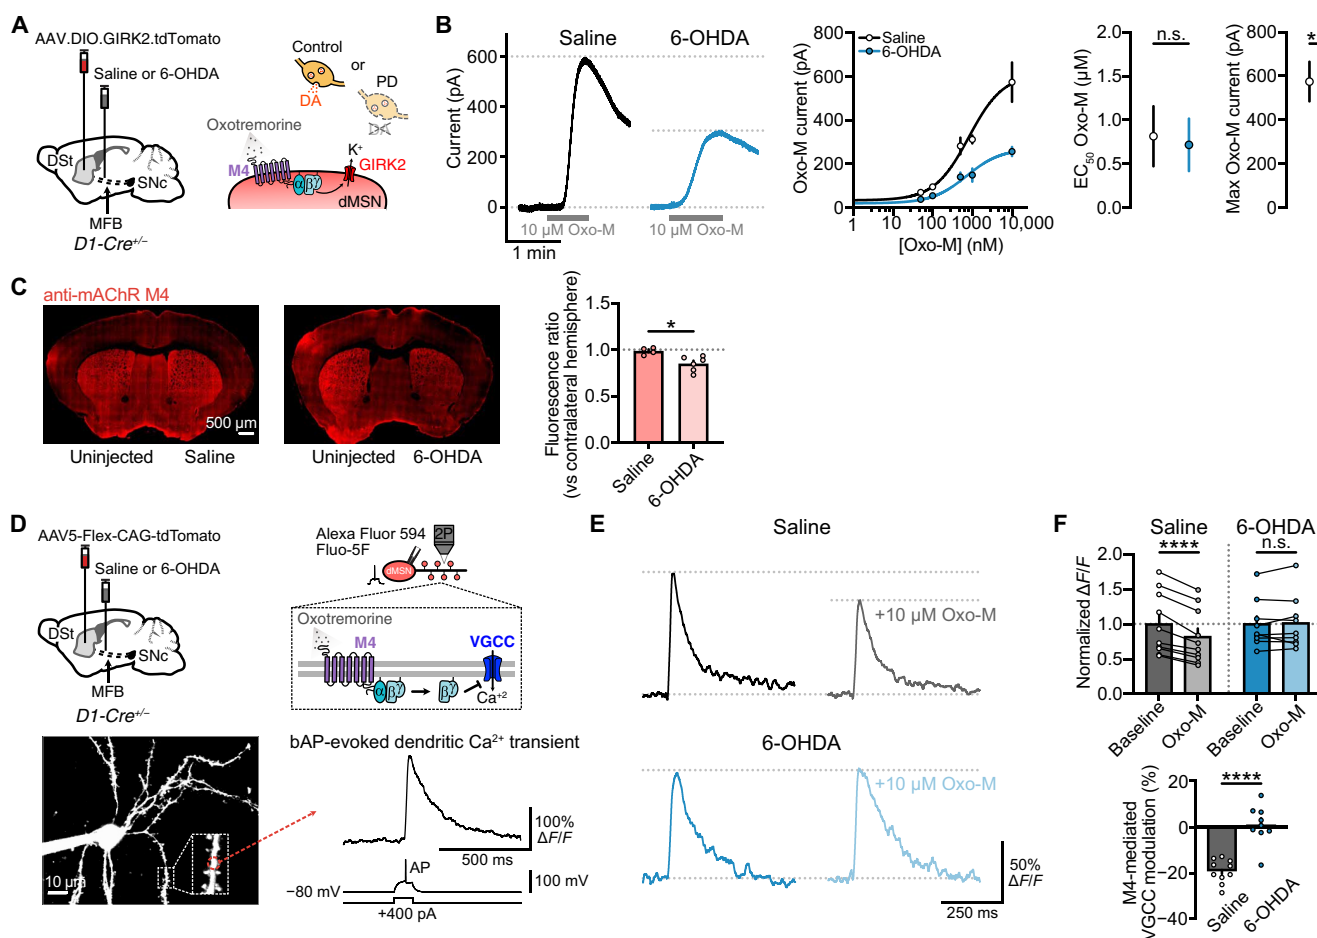 A
AAV.DIO.GIRK2.tdTomato
Saline or 6-OHDA
DSt
SNc
MFB
D1-Cre+/−
Control
or
PD
DA
DA
Oxotremorine
M4
K+
GIRK2
α
βγ
dMSN
B
Saline
6-OHDA
Current (pA)
600
400
200
0
10 µM Oxo-M
10 µM Oxo-M
1 min
Oxo-M current (pA)
800
600
400
200
0
Saline
6-OHDA
1
10
100
1000
10,000
[Oxo-M] (nM)
EC50 Oxo-M (µM)
2.0
1.5
1.0
0.5
0.0
n.s.
Max Oxo-M current (pA)
800
600
400
200
0
*
C
anti-mAChR M4
500 µm
Uninjected
Saline
Uninjected
6-OHDA
Fluorescence ratio
(vs contralateral hemisphere)
1.5
1.0
0.5
0.0
*
Saline
6-OHDA
D
AAV5-Flex-CAG-tdTomato
Saline or 6-OHDA
DSt
SNc
MFB
D1-Cre+/−
Alexa Fluor 594
Fluo-5F
2P
dMSN
Oxotremorine
M4
VGCC
α
βγ
βγ
Ca+2
10 µm
bAP-evoked dendritic Ca2+ transient
100%
ΔF/F
500 ms
AP
−80 mV
100 mV
+400 pA
E
Saline
+10 µM Oxo-M
6-OHDA
+10 µM Oxo-M
50%
ΔF/F
250 ms
F
Saline
6-OHDA
****
n.s.
Normalized ΔF/F
2.0
1.5
1.0
0.5
0.0
Baseline
Oxo-M
Baseline
Oxo-M
M4-mediated
VGCC modulation (%)
20
0
−20
−40
****
Saline
6-OHDA